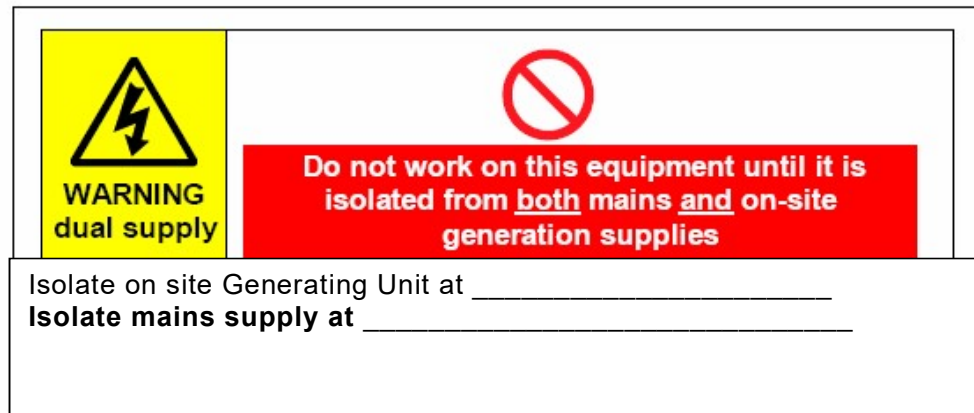 WARNING
dual supply
Do not work on this equipment until it is
isolated from both mains and on-site
generation supplies
Isolate on site Generating Unit at ______________________
Isolate mains supply at ______________________________